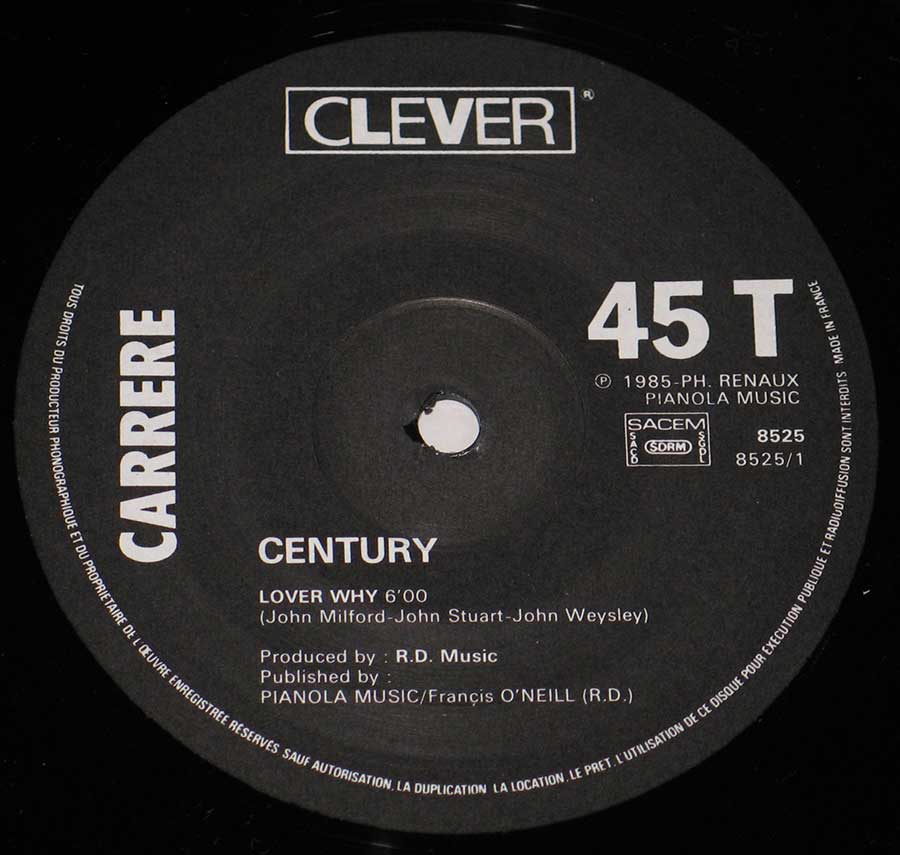 CLEVER ®
CARRERE
45 T
℗ 1985-PH. RENAUX
PIANOLA MUSIC
SACEM
SACD
SDRM
SGDL
8525
8525/1
CENTURY
LOVER WHY 6'00
(John Milford-John Stuart-John Weysley)
Produced by : R.D. Music
Published by :
PIANOLA MUSIC/Françis O'NEILL (R.D.)
TOUS DROITS DU PRODUCTEUR PHONOGRAPHIQUE ET DU PROPRIETAIRE DE L'ŒUVRE ENREGISTREE RÉSERVÉS SAUF AUTORISATION, LA DUPLICATION LA LOCATION, LE PRET, L'UTILISATION DE CE DISQUE POUR EXECUTION PUBLIQUE ET RADIODIFFUSION SONT INTERDITS MADE IN FRANCE